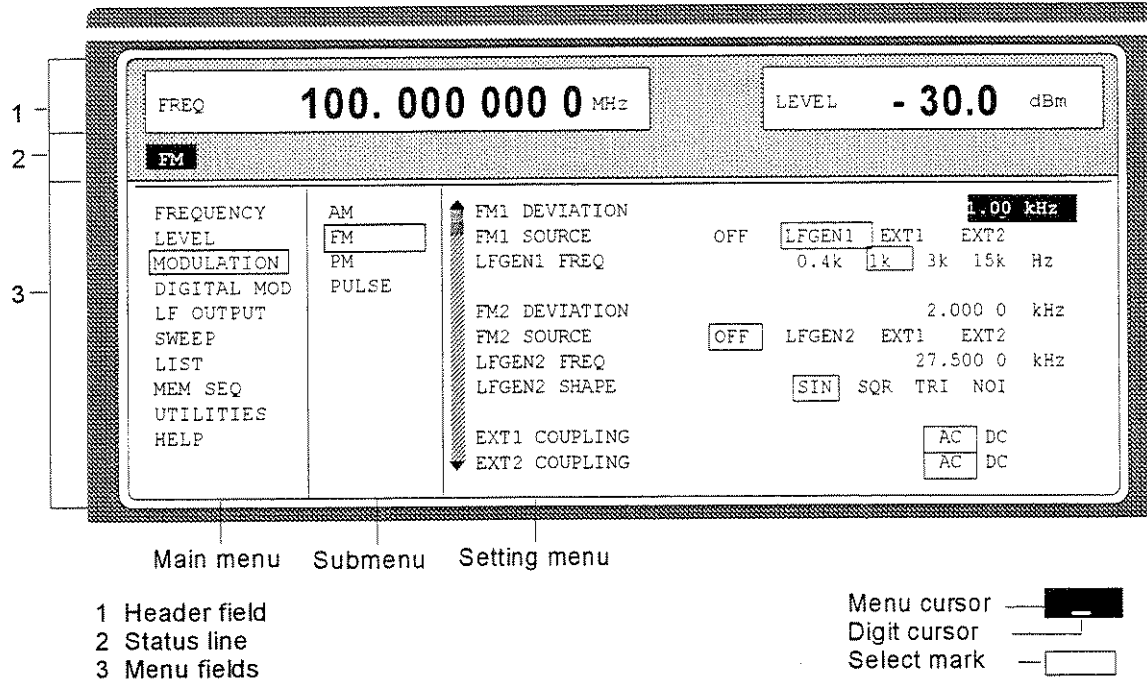 FREQ 100. 000 000 0 MHz LEVEL - 30.0 dBm
1
2
FM
3
FREQUENCY
LEVEL
MODULATION
DIGITAL MOD
LF OUTPUT
SWEEP
LIST
MEM SEQ
UTILITIES
HELP
AM
FM
PM
PULSE
FM1 DEVIATION 1.00 kHz
FM1 SOURCE OFF LFGEN1 EXT1 EXT2
LFGEN1 FREQ 0.4k 1k 3k 15k Hz
FM2 DEVIATION 2.000 0 kHz
FM2 SOURCE OFF LFGEN2 EXT1 EXT2
LFGEN2 FREQ 27.500 0 kHz
LFGEN2 SHAPE SIN SQR TRI NOI
EXT1 COUPLING AC DC
EXT2 COUPLING AC DC
Main menu Submenu Setting menu
1 Header field
2 Status line
3 Menu fields
Menu cursor
Digit cursor
Select mark